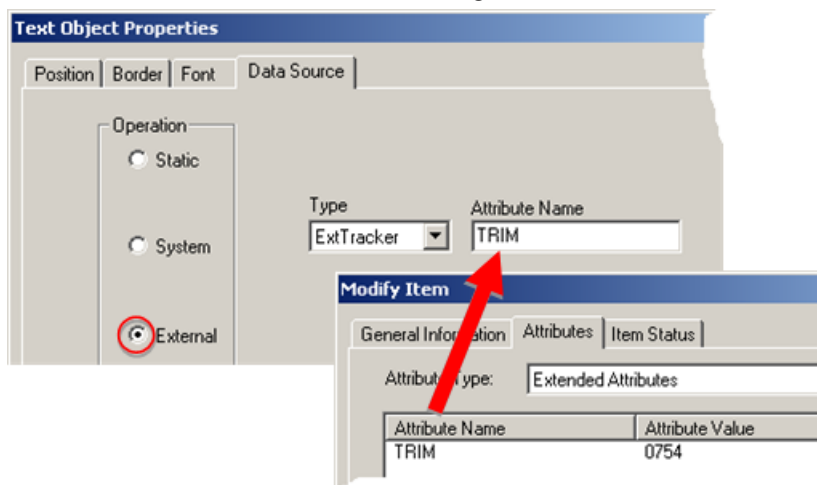 Text Object Properties
Position Border Font Data Source
Operation
Static
Type Attribute Name
ExtTracker TRIM
System
Modify Item
External
General Information Attributes Item Status
Attribute Type: Extended Attributes
Attribute Name Attribute Value
TRIM 0754